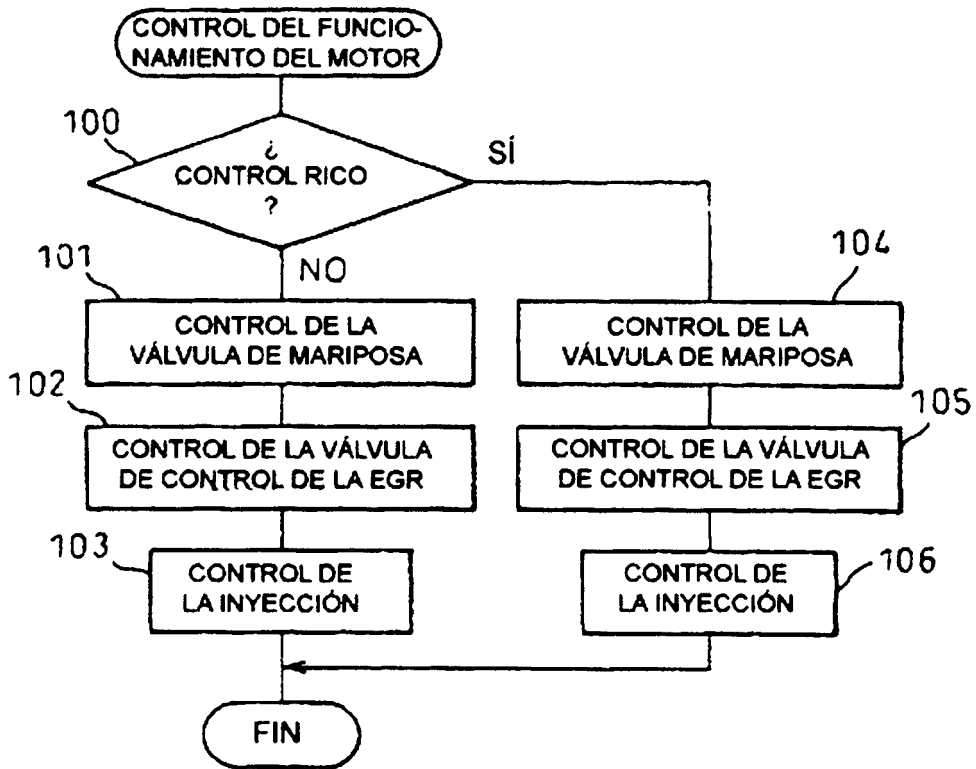 CONTROL DEL FUNCIO-
NAMIENTO DEL MOTOR
100
¿
CONTROL RICO
?
SÍ
NO
101
CONTROL DE LA
VÁLVULA DE MARIPOSA
104
CONTROL DE LA
VÁLVULA DE MARIPOSA
102
CONTROL DE LA VÁLVULA
DE CONTROL DE LA EGR
105
CONTROL DE LA VÁLVULA
DE CONTROL DE LA EGR
103
CONTROL DE
LA INYECCIÓN
106
CONTROL DE
LA INYECCIÓN
FIN